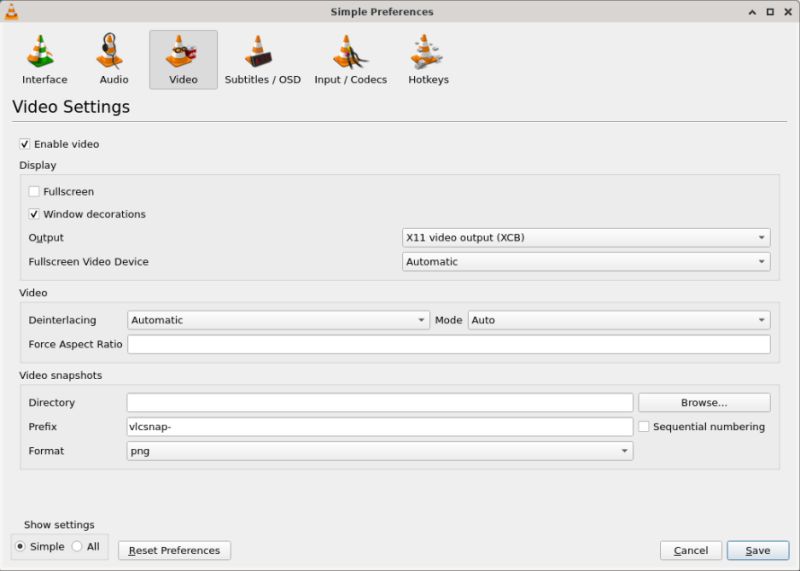 Simple Preferences
Interface Audio Video Subtitles / OSD Input / Codecs Hotkeys
Video Settings
Enable video
Display
Fullscreen
Window decorations
Output X11 video output (XCB)
Fullscreen Video Device Automatic
Video
Deinterlacing Automatic Mode Auto
Force Aspect Ratio
Video snapshots
Directory Browse...
Prefix vlcsnap- Sequential numbering
Format png
Show settings
Simple All Reset Preferences Cancel Save